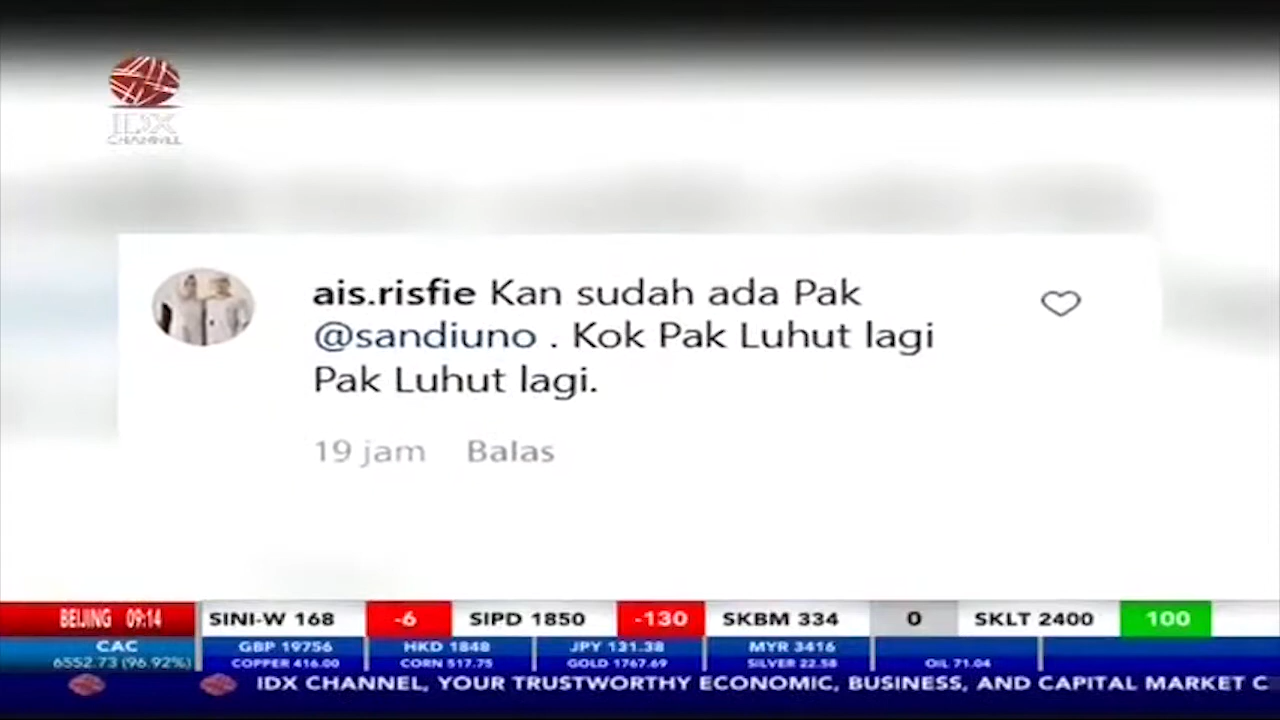 IDX
CHANNEL
ais.risfie Kan sudah ada Pak
@sandiuno . Kok Pak Luhut lagi
Pak Luhut lagi.
19 jam Balas
BEIJING 09:14 SINI-W 168 -6 SIPD 1850 -130 SKBM 334 0 SKLT 2400 100
CAC GBP 19756 HKD 1848 JPY 131.38 MYR 3416
6552.73 (96.92%) COPPER 416.00 CORN 517.75 GOLD 1767.69 SILVER 22.58 OIL 71.04
IDX CHANNEL, YOUR TRUSTWORTHY ECONOMIC, BUSINESS, AND CAPITAL MARKET C